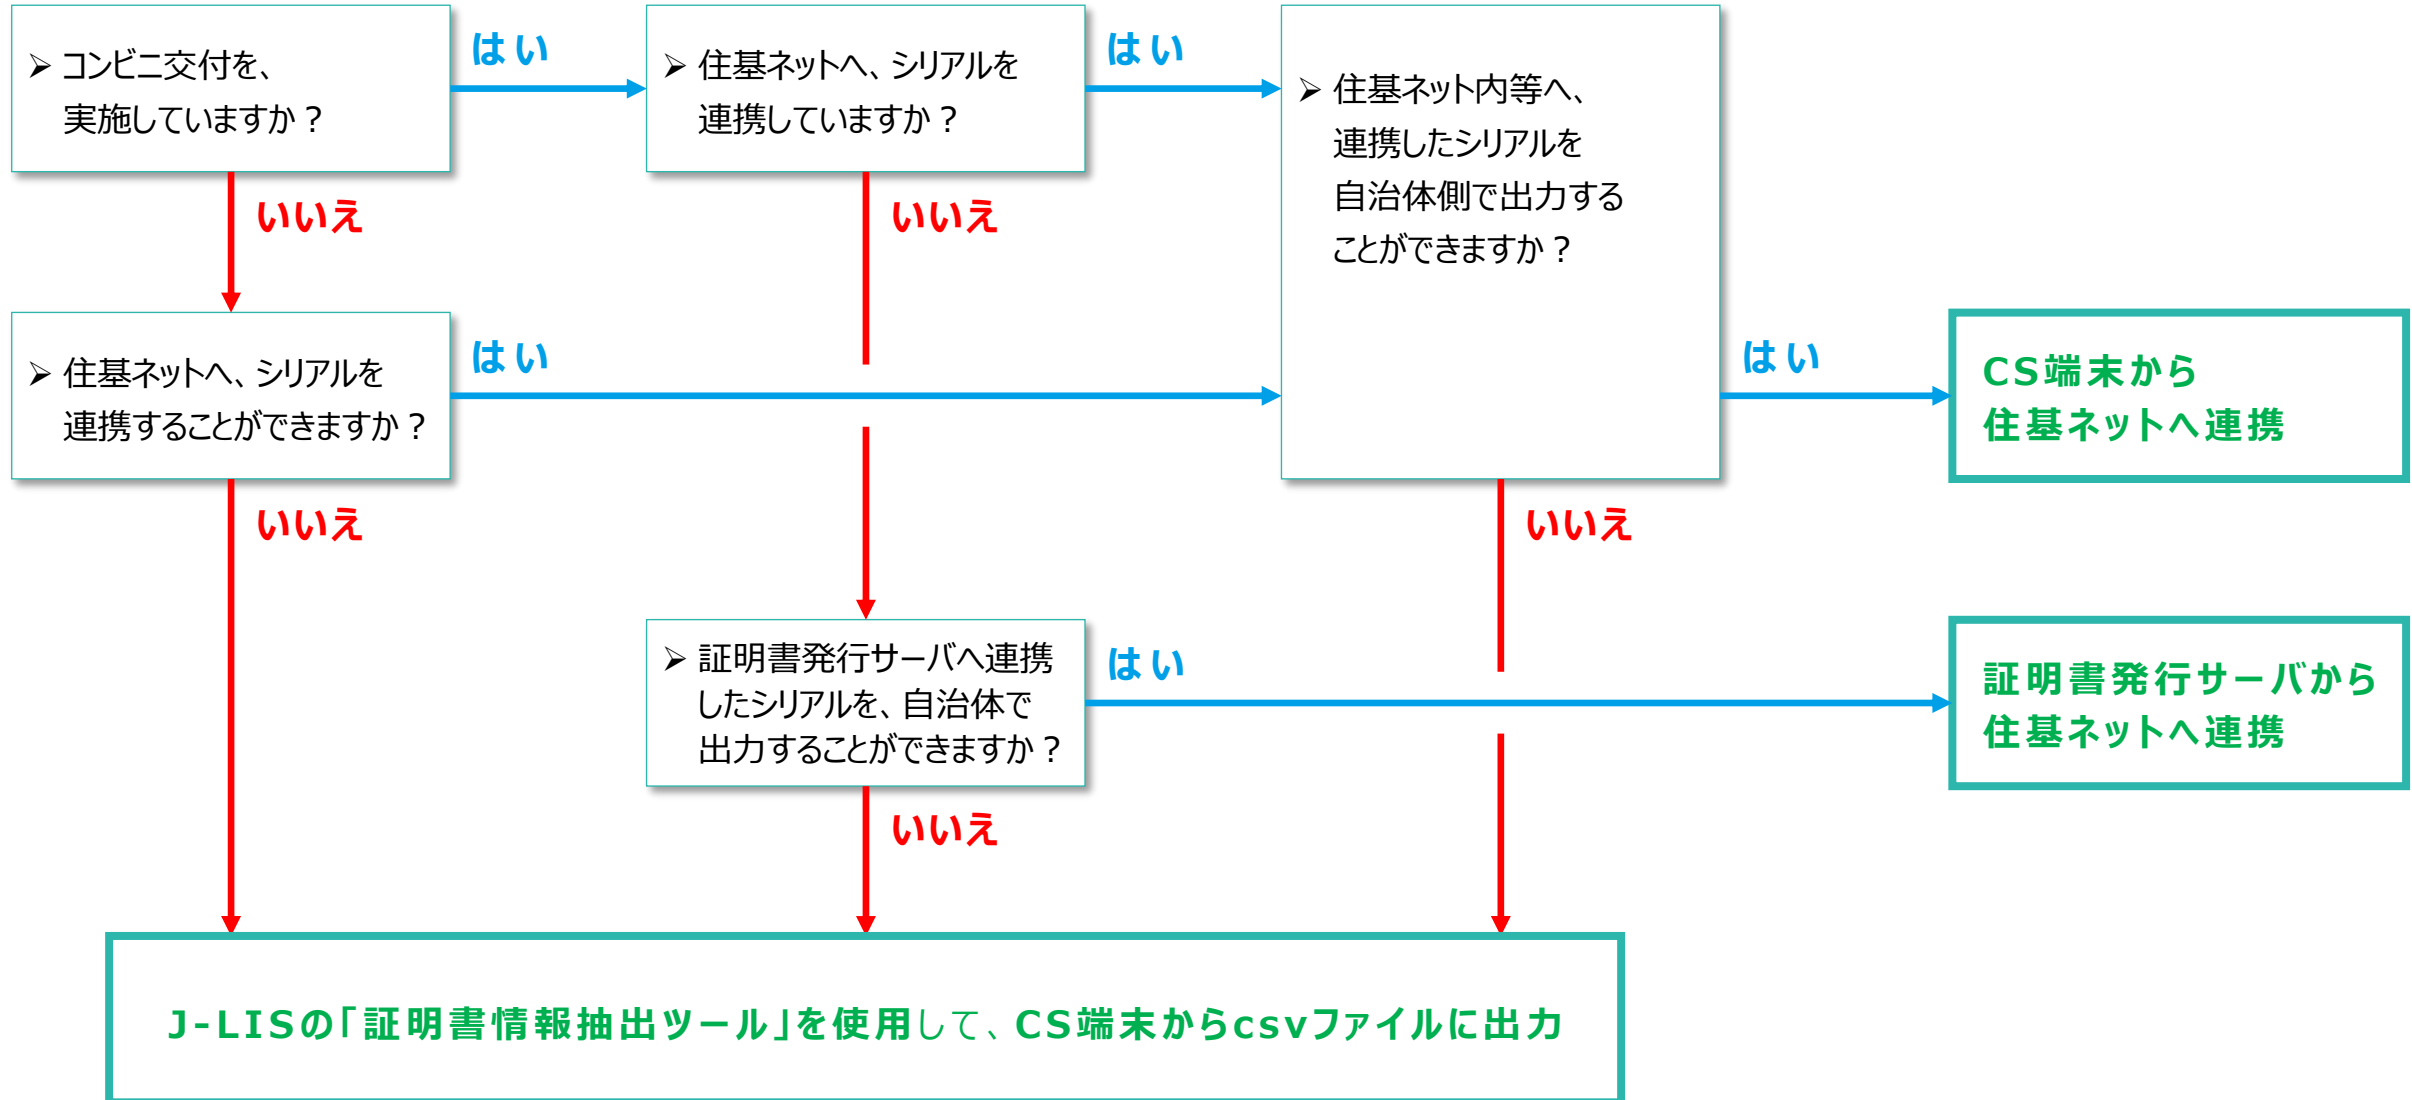 ➢ コンビニ交付を、
実施していますか？
はい
➢ 住基ネットへ、シリアルを
連携していますか？
はい
➢ 住基ネット内等へ、
連携したシリアルを
自治体側で出力する
ことができますか？
いいえ
いいえ
➢ 住基ネットへ、シリアルを
連携することができますか？
はい
はい
CS端末から
住基ネットへ連携
いいえ
いいえ
➢ 証明書発行サーバへ連携
したシリアルを、自治体で
出力することができますか？
はい
証明書発行サーバから
住基ネットへ連携
いいえ
J-LISの「証明書情報抽出ツール」を使用して、CS端末からcsvファイルに出力